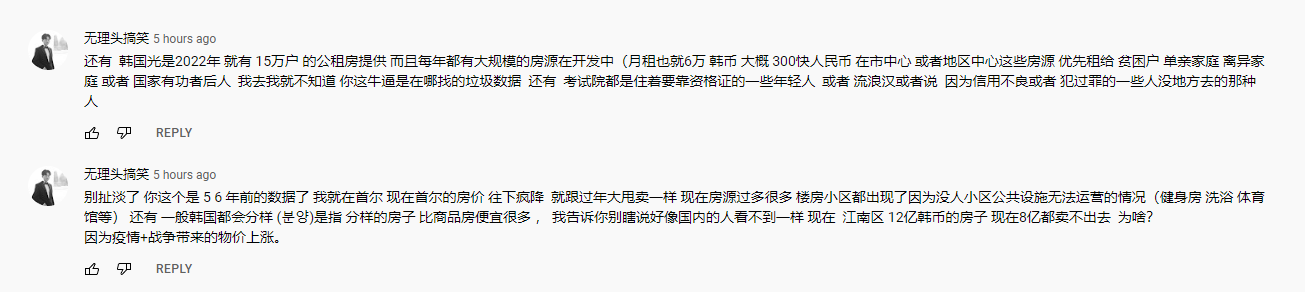 无理头搞笑 5 hours ago
还有 韩国光是2022年 就有 15万户 的公租房提供 而且每年都有大规模的房源在开发中（月租也就6万 韩币 大概 300快人民币 在市中心 或者地区中心这些房源 优先租给 贫困户 单亲家庭 离异家
庭 或者 国家有功者后人 我去我就不知道 你这牛逼是在哪找的垃圾数据 还有 考试院都是住着要靠资格证的一些年轻人 或者 流浪汉或者说 因为信用不良或者 犯过罪的一些人没地方去的那种
人
REPLY
无理头搞笑 5 hours ago
别扯淡了 你这个是 5 6 年前的数据了 我就在首尔 现在首尔的房价 往下疯降 就跟过年大甩卖一样 现在房源过多很多 楼房小区都出现了因为没人小区公共设施无法运营的情况（健身房 洗浴 体育
馆等） 还有 一般韩国都会分样 (분양)是指 分样的房子 比商品房便宜很多 ， 我告诉你别瞎说好像国内的人看不到一样 现在 江南区 12亿韩币的房子 现在8亿都卖不出去 为啥？
因为疫情+战争带来的物价上涨。
REPLY